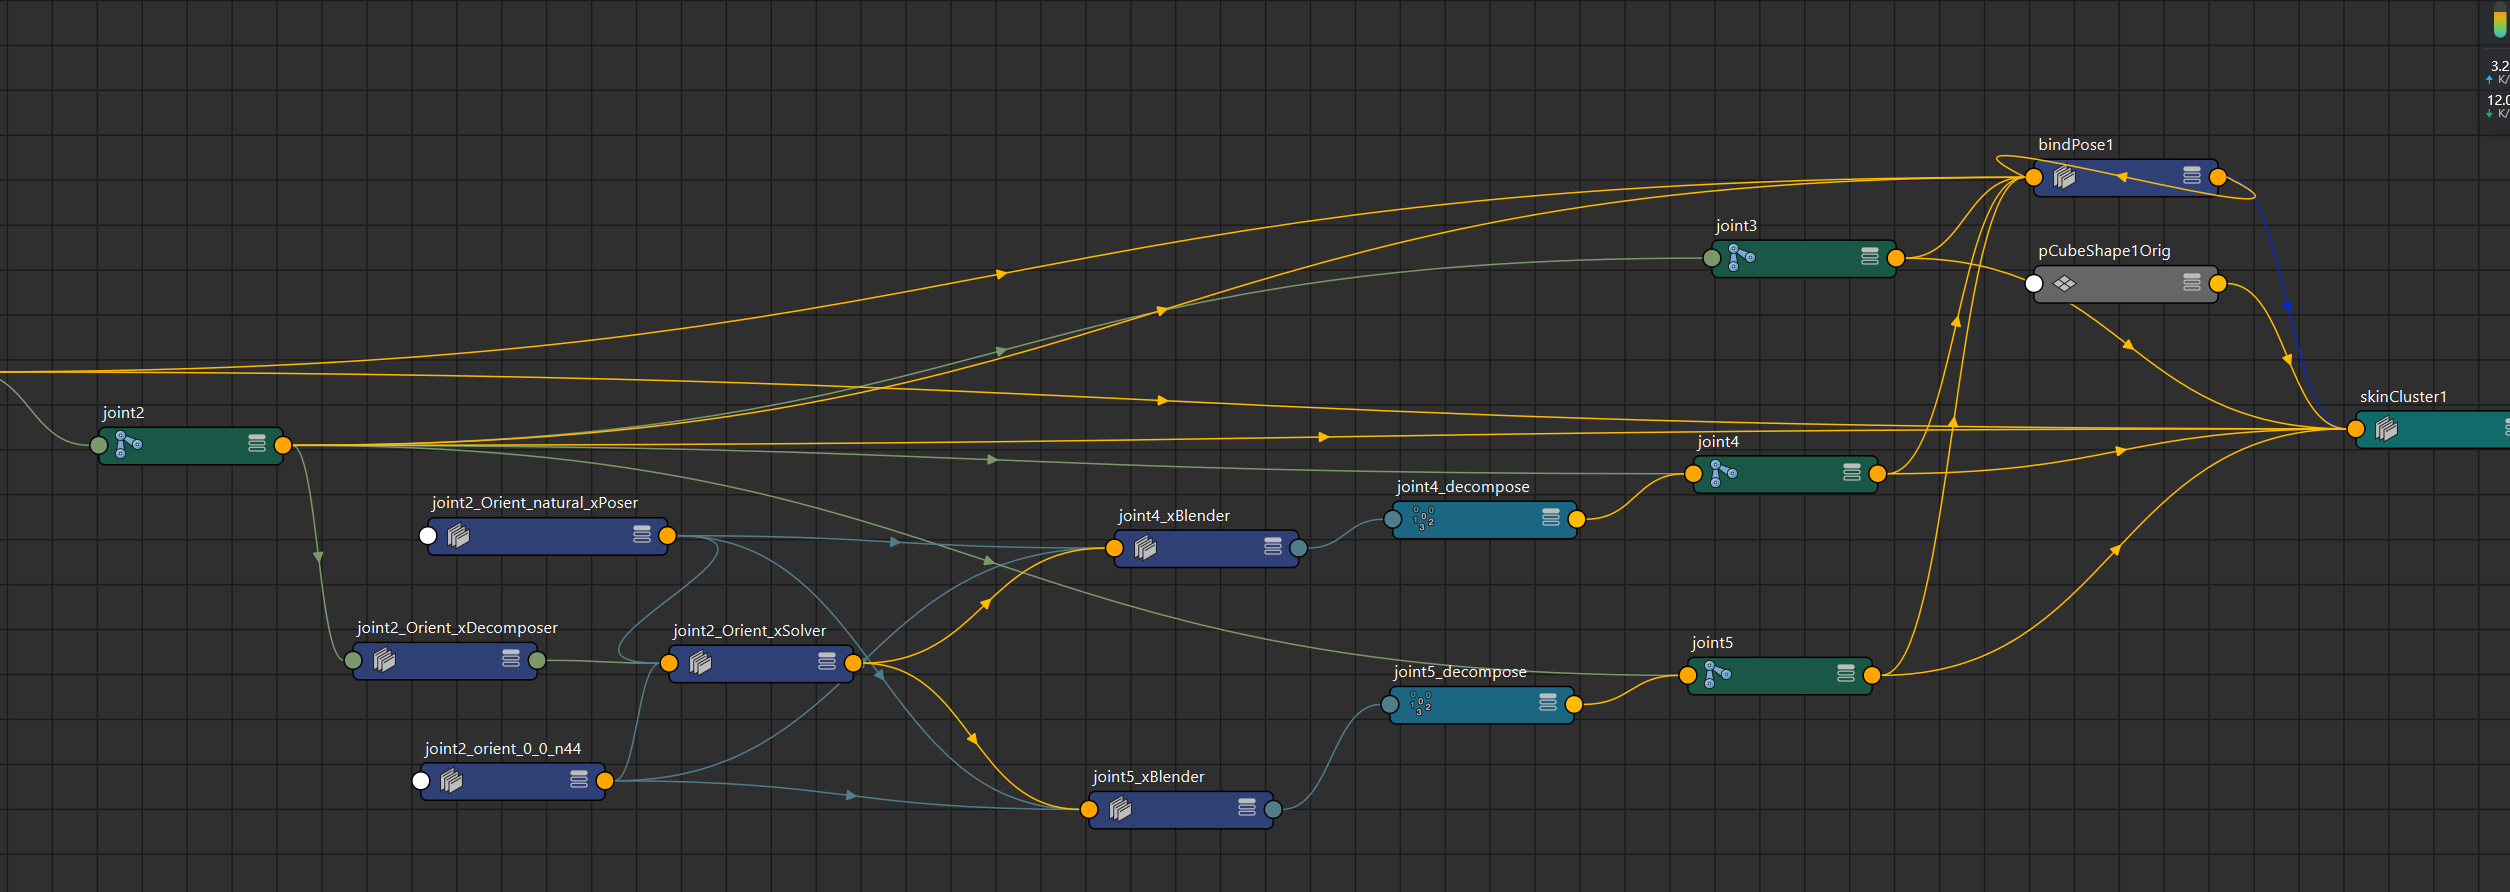 3.2
K/
12.0
K/
bindPose1
joint3
pCubeShape1Orig
skinCluster1
joint2
joint4
joint4_decompose
joint2_Orient_natural_xPoser
joint4_xBlender
joint2_Orient_xDecomposer
joint2_Orient_xSolver
joint5
joint5_decompose
joint2_orient_0_0_n44
joint5_xBlender